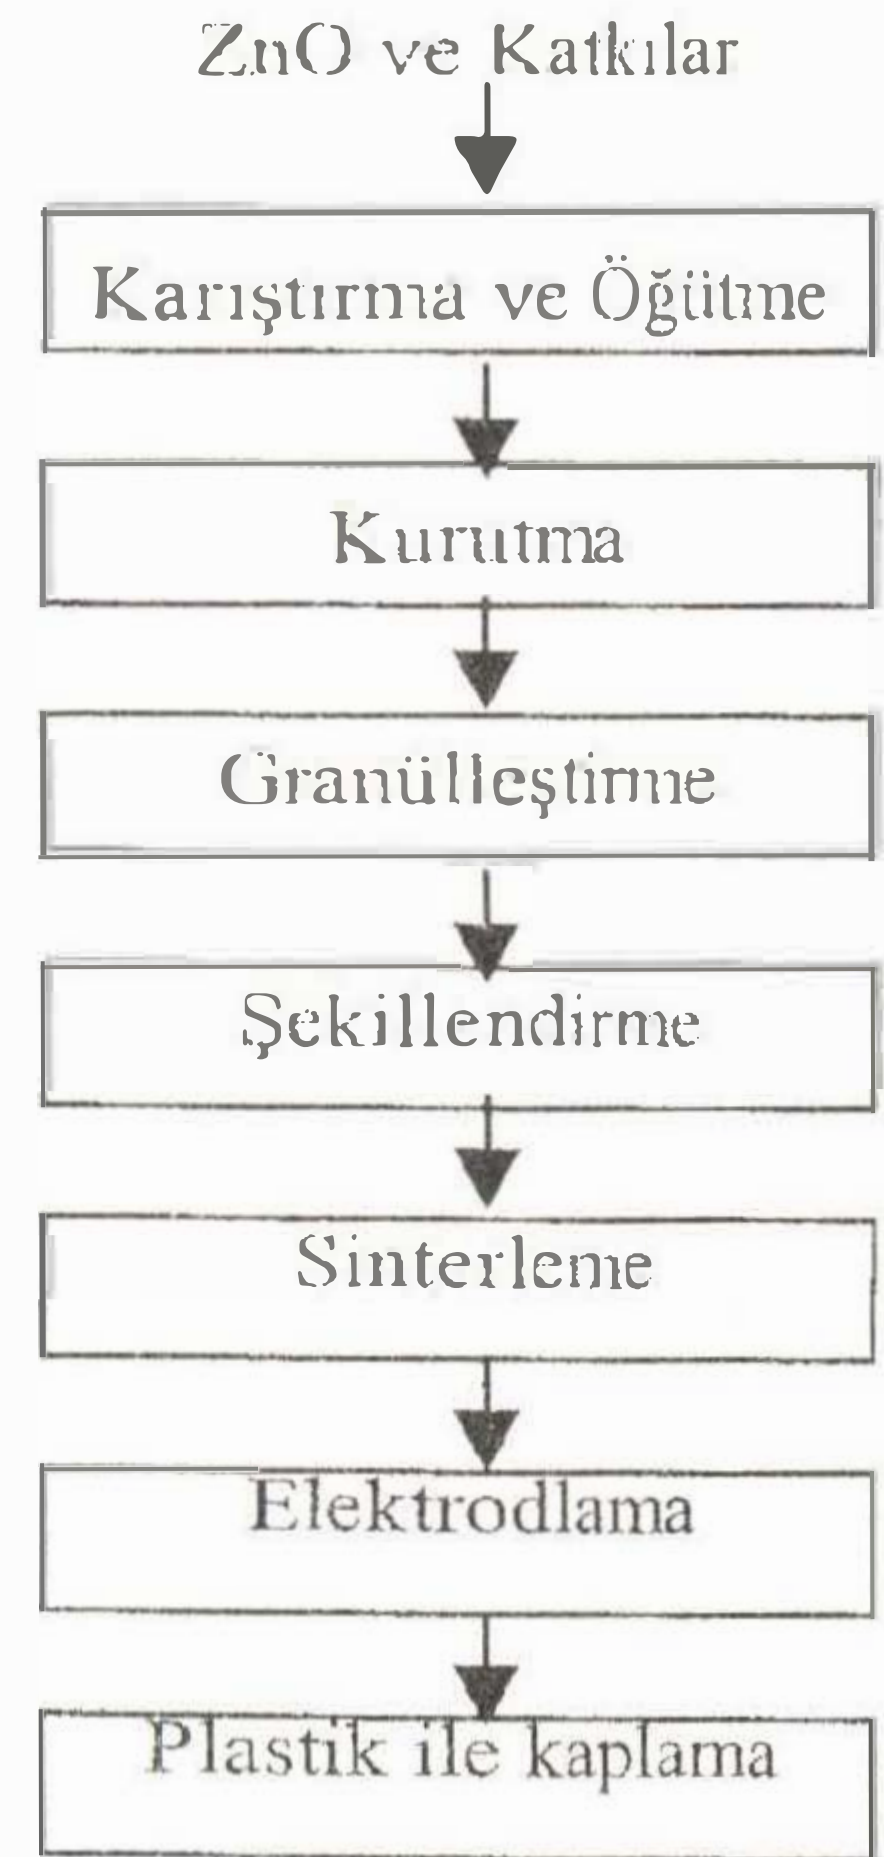 ZnO ve Katkılar
Karıştırma ve Öğütme
Kurutma
Granülleştirme
Şekillendirme
Sinterleme
Elektrodlama
Plastik ile kaplama